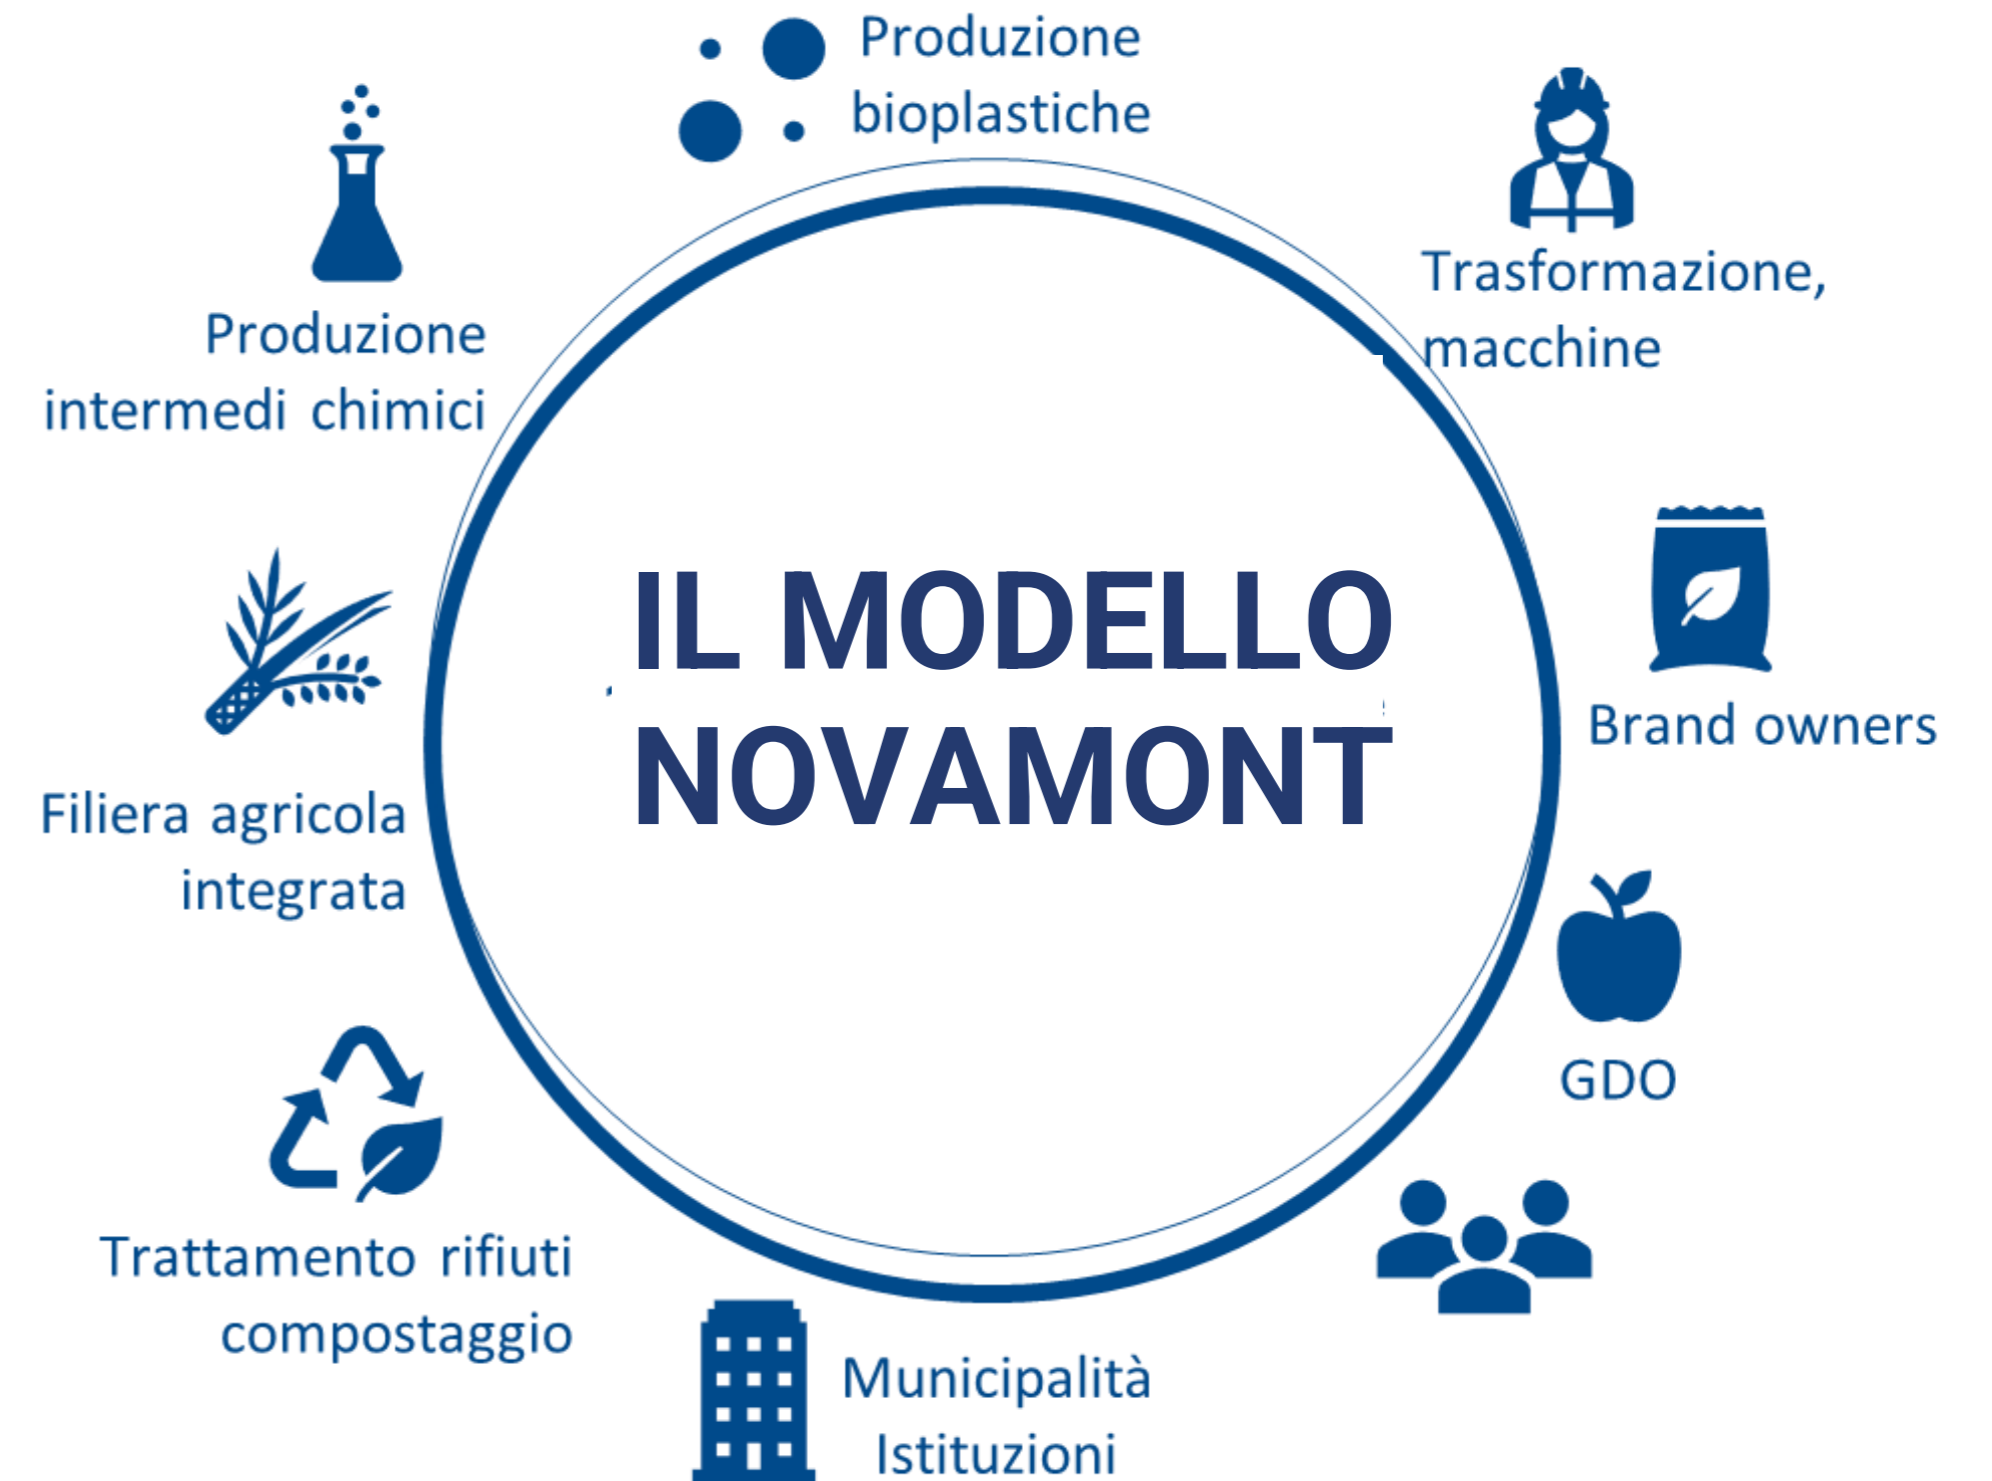 Produzione
bioplastiche
Trasformazione,
macchine
Produzione
intermedi chimici
IL MODELLO
NOVAMONT
Brand owners
Filiera agricola
integrata
GDO
Trattamento rifiuti
compostaggio
Municipalità
Istituzioni